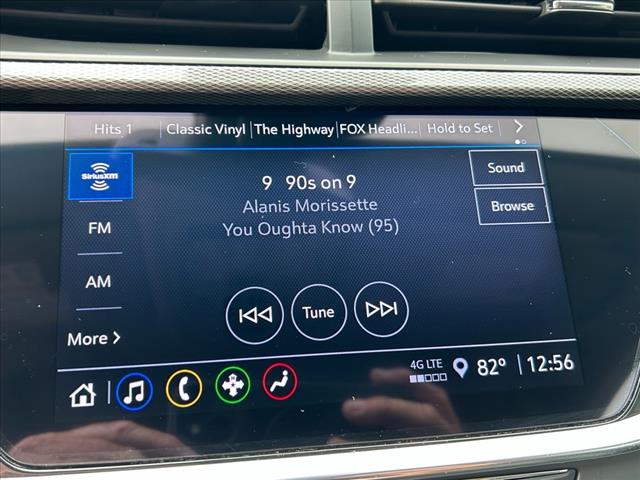 Hits 1 Classic Vinyl The Highway FOX Headli... Hold to Set
SiriusXM
FM
AM
More
9 90s on 9
Alanis Morissette
You Oughta Know (95)
Sound
Browse
Tune
4G LTE
82° 12:56